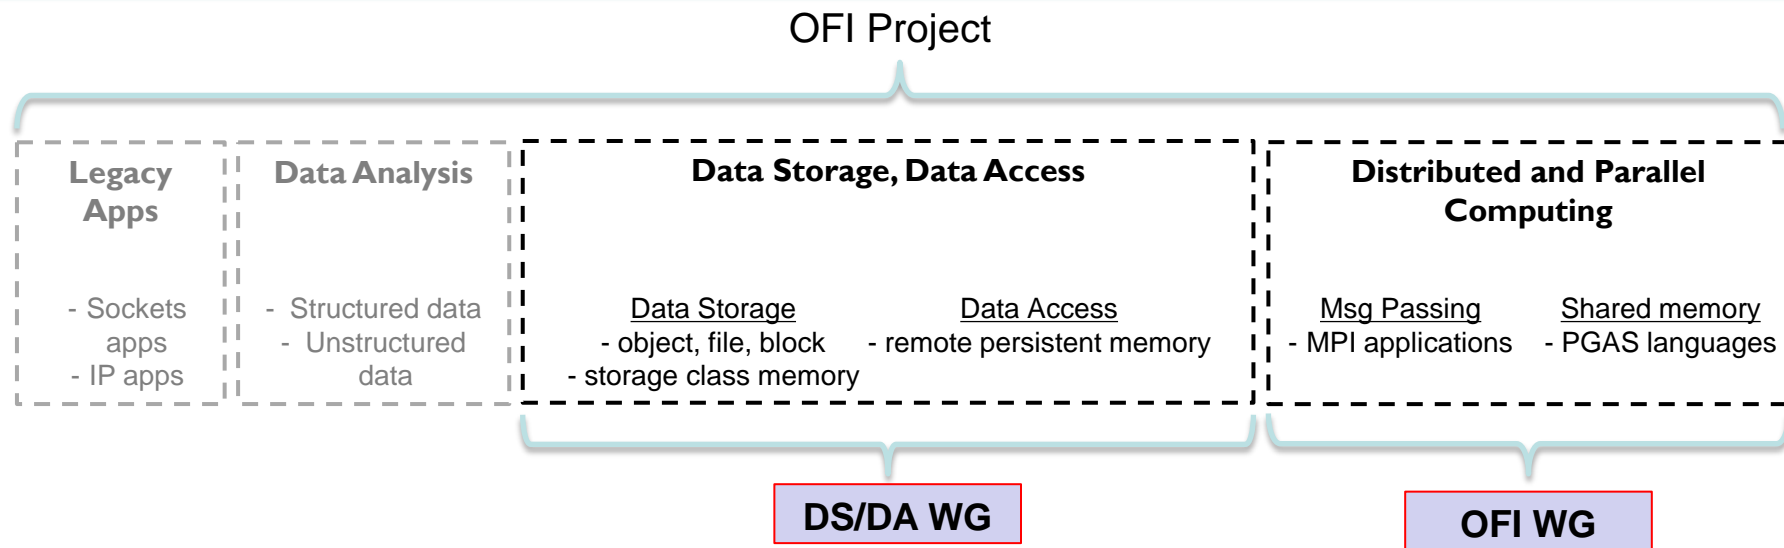 OFI Project
Legacy
Apps
- Sockets
apps
- IP apps
Data Analysis
- Structured data
- Unstructured
data
Data Storage, Data Access
Data Storage
- object, file, block
- storage class memory
Data Access
- remote persistent memory
Distributed and Parallel
Computing
Msg Passing
- MPI applications
Shared memory
- PGAS languages
DS/DA WG
OFI WG